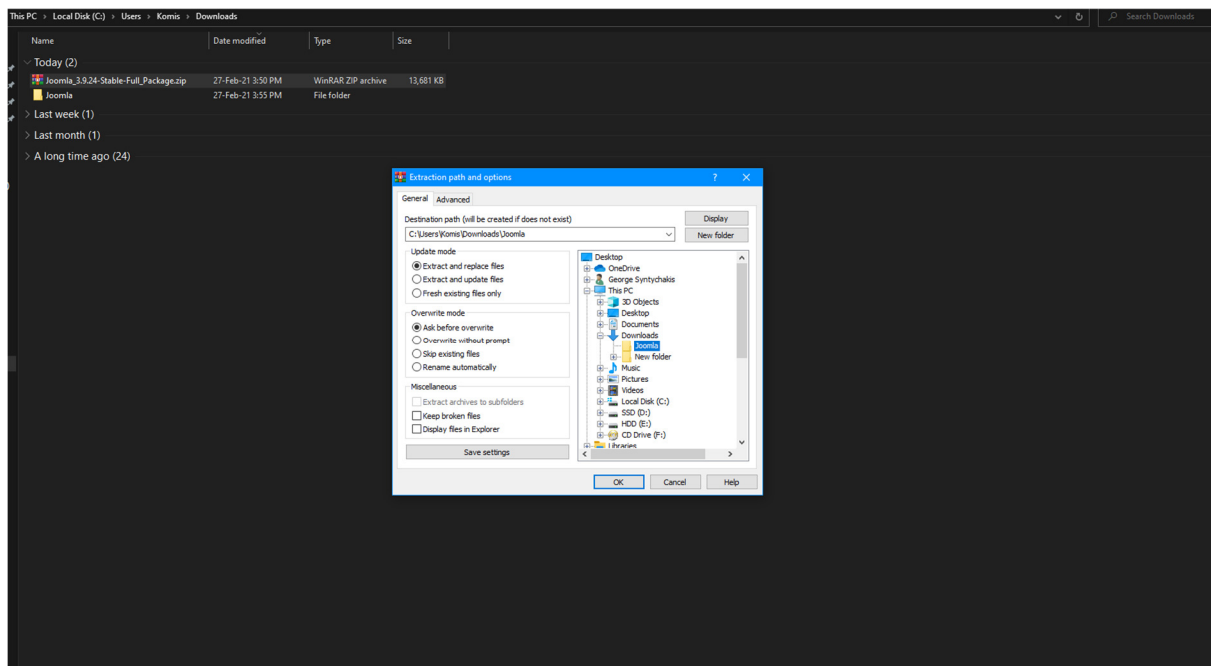 This PC > Local Disk (C:) > Users > Komis > Downloads
Search Downloads
Name Date modified Type Size
Today (2)
Joomla_3.9.24-Stable-Full_Package.zip 27-Feb-21 3:50 PM WinRAR ZIP archive 13,681 KB
Joomla 27-Feb-21 3:55 PM File folder
Last week (1)
Last month (1)
A long time ago (24)
Extraction path and options ? X
General Advanced
Destination path (will be created if does not exist)
C:\Users\Komis\Downloads\Joomla
Display
New folder
Update mode
Extract and replace files
Extract and update files
Fresh existing files only
Overwrite mode
Ask before overwrite
Overwrite without prompt
Skip existing files
Rename automatically
Miscellaneous
Extract archives to subfolders
Keep broken files
Display files in Explorer
Save settings
Desktop
OneDrive
George Syntychakis
This PC
3D Objects
Desktop
Documents
Downloads
Joomla
New folder
Music
Pictures
Videos
Local Disk (C:)
SSD (D:)
HDD (E:)
CD Drive (F:)
Libraries
OK Cancel Help